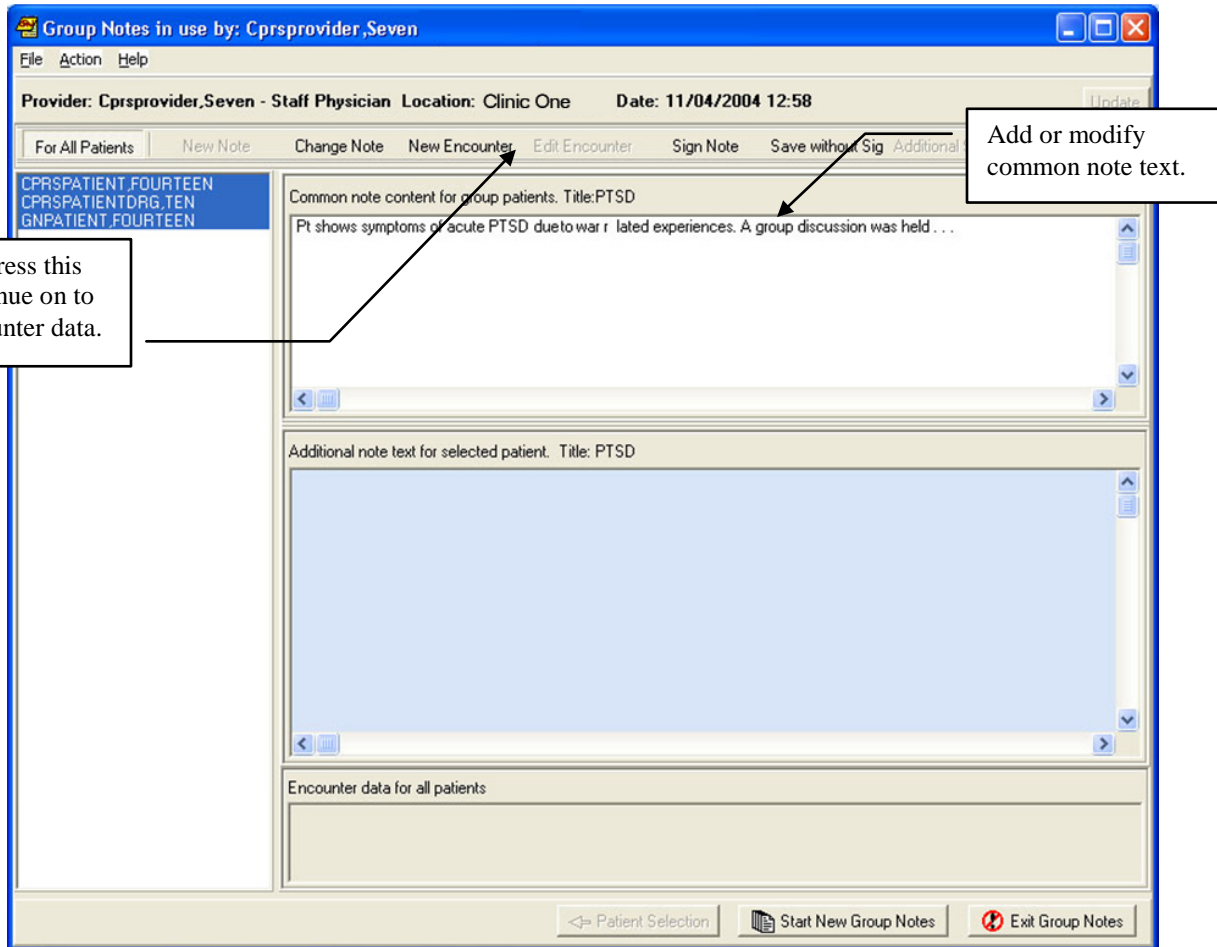 Group Notes in use by: Cprsprovider,Seven
File Action Help
Provider: Cprsprovider,Seven - Staff Physician Location: Clinic One Date: 11/04/2004 12:58 Update
For All Patients New Note Change Note New Encounter Edit Encounter Sign Note Save without Sig Additional
Add or modify
common note text.
CPRSPATIENT,FOURTEEN
CPRSPATIENTDRG,TEN
GNPATIENT,FOURTEEN
Common note content for group patients. Title:PTSD
Pt shows symptoms of acute PTSD due to war r lated experiences. A group discussion was held . . .
ress this
nue on to
unter data.
Additional note text for selected patient. Title: PTSD
Encounter data for all patients
Patient Selection Start New Group Notes Exit Group Notes